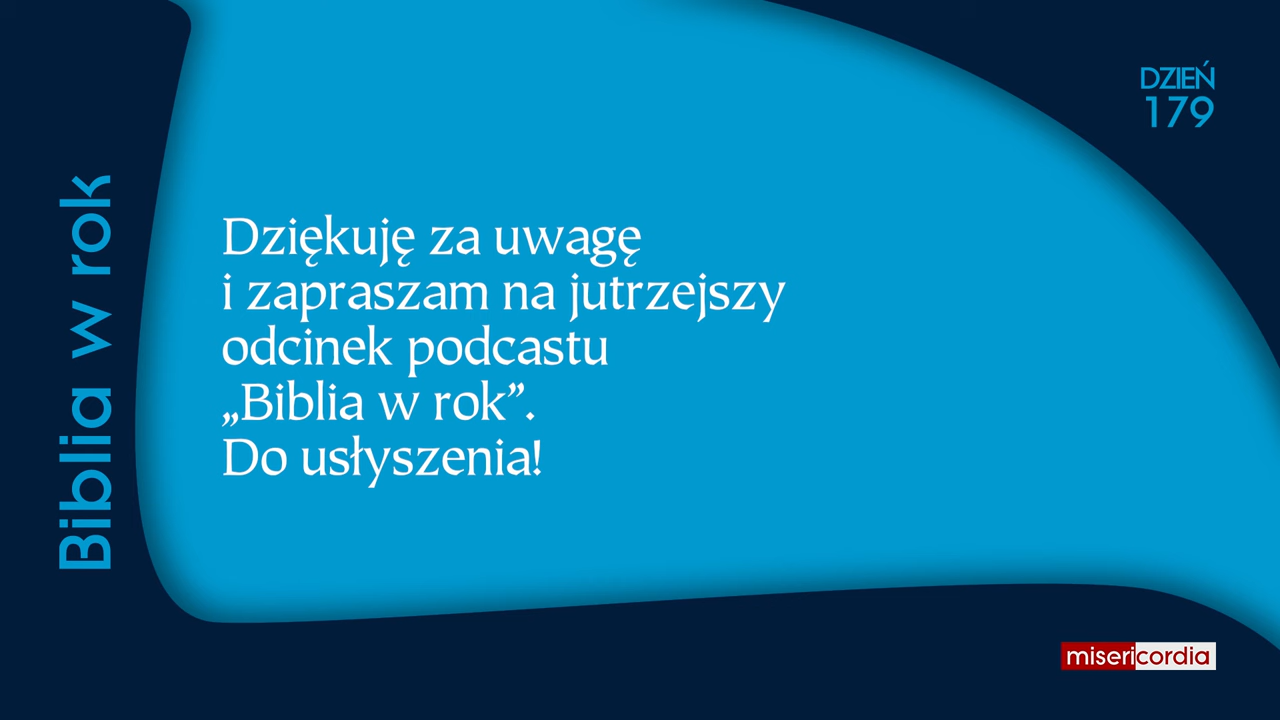 Biblia w rok
DZIEŃ
179
Dziękuję za uwagę
i zapraszam na jutrzejszy
odcinek podcastu
„Biblia w rok”.
Do usłyszenia!
misericordia